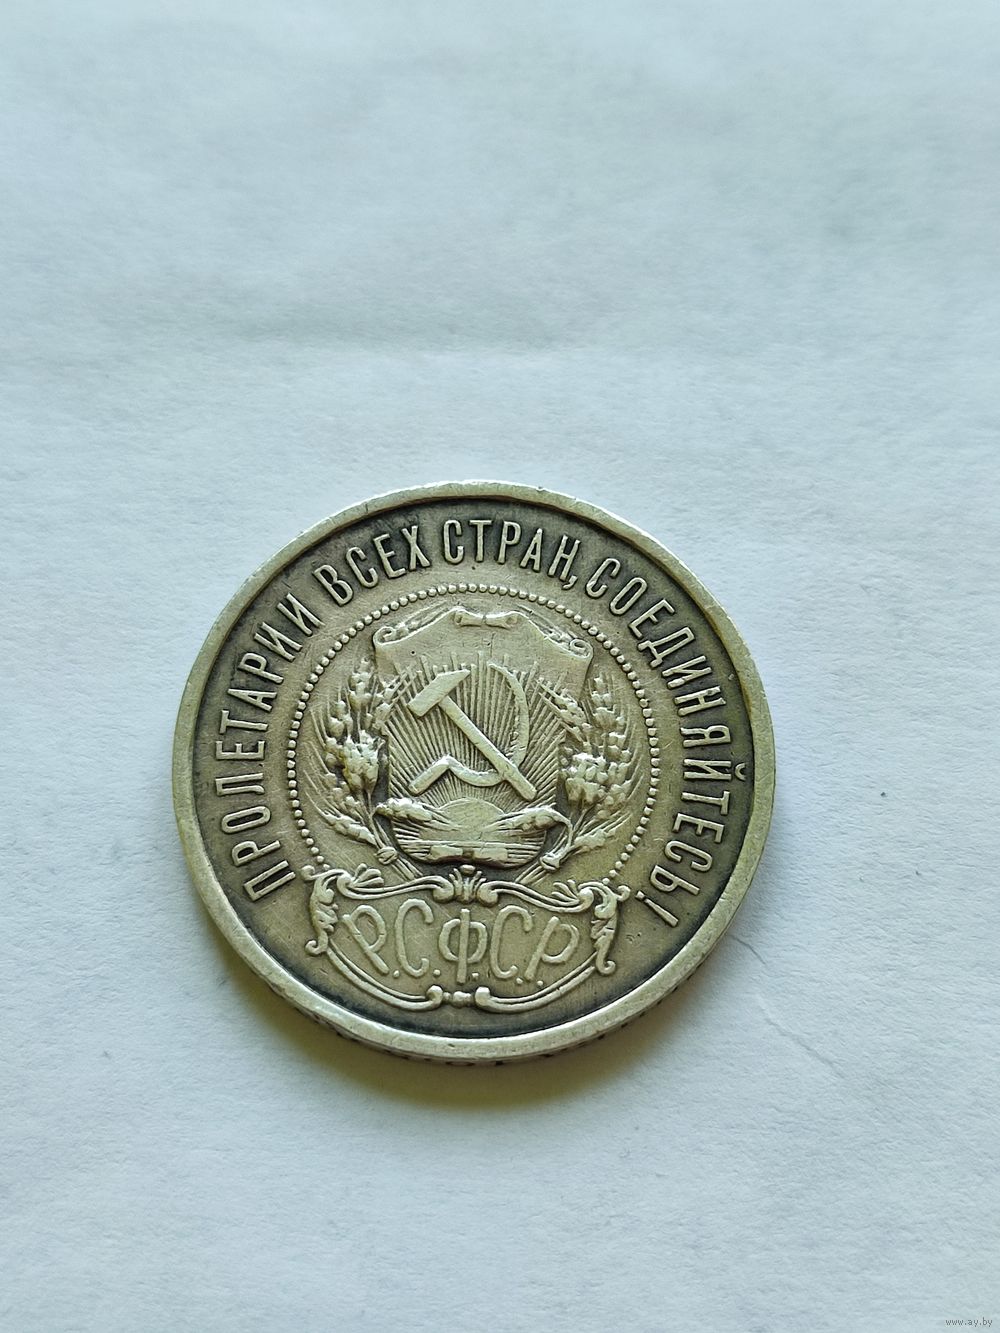 ПРОЛЕТАРИИ ВСЕХ СТРАН, СОЕДИНЯЙТЕСЬ!
Р.С.Ф.С.Р.
www.ay.by